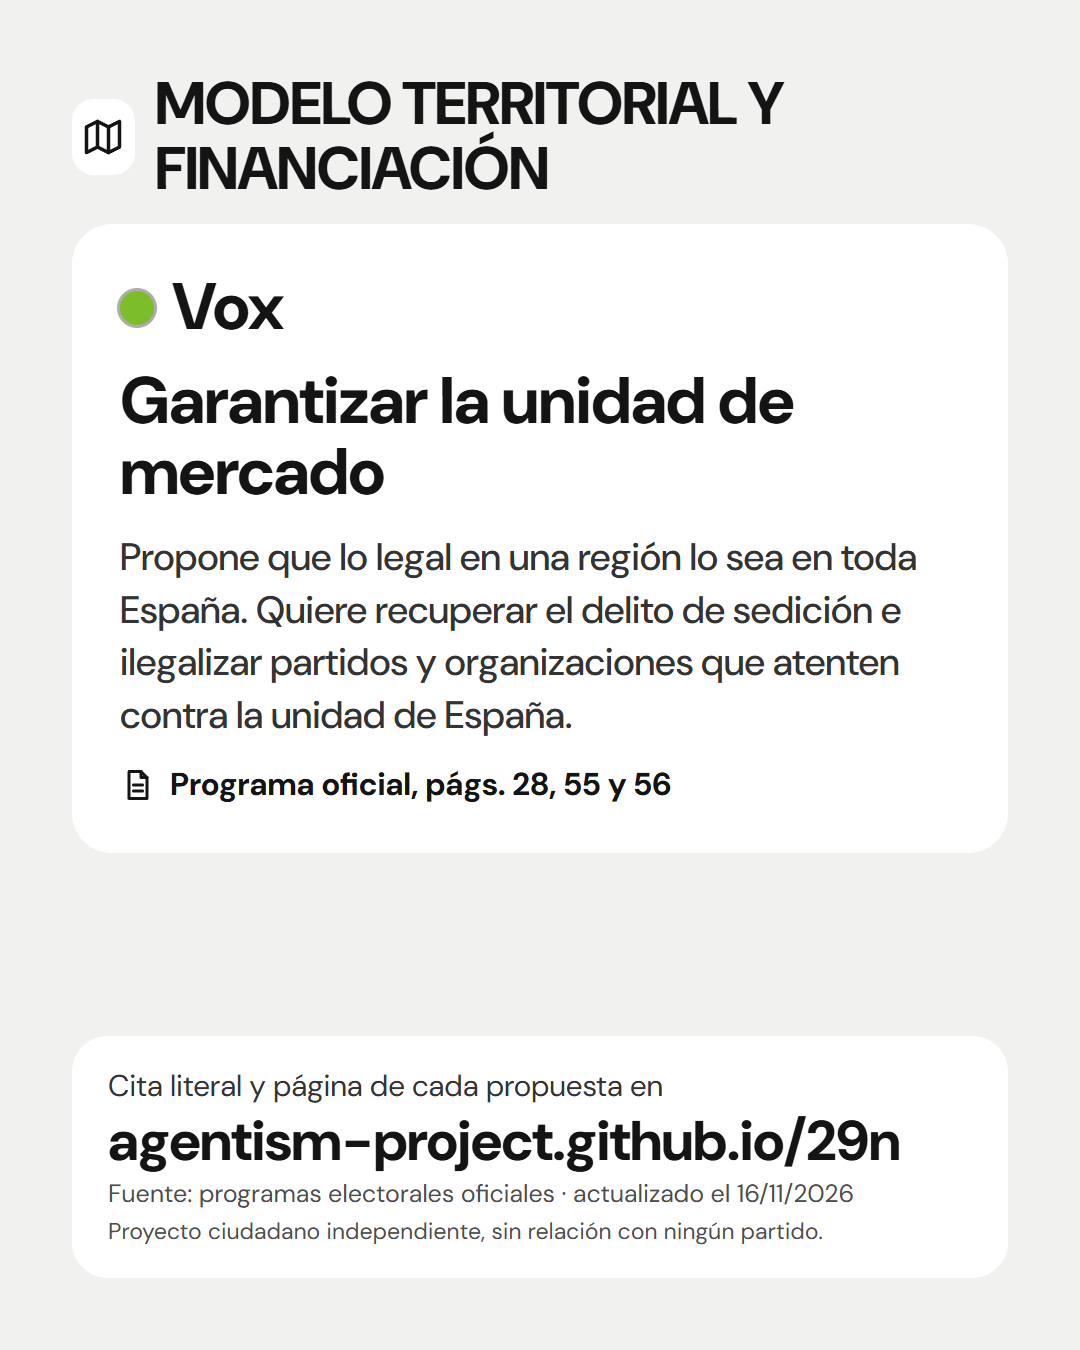 MODELO TERRITORIAL Y
FINANCIACIÓN
Vox
Garantizar la unidad de
mercado
Propone que lo legal en una región lo sea en toda
España. Quiere recuperar el delito de sedición e
ilegalizar partidos y organizaciones que atenten
contra la unidad de España.
Programa oficial, págs. 28, 55 y 56
Cita literal y página de cada propuesta en
agentism-project.github.io/29n
Fuente: programas electorales oficiales · actualizado el 16/11/2026
Proyecto ciudadano independiente, sin relación con ningún partido.